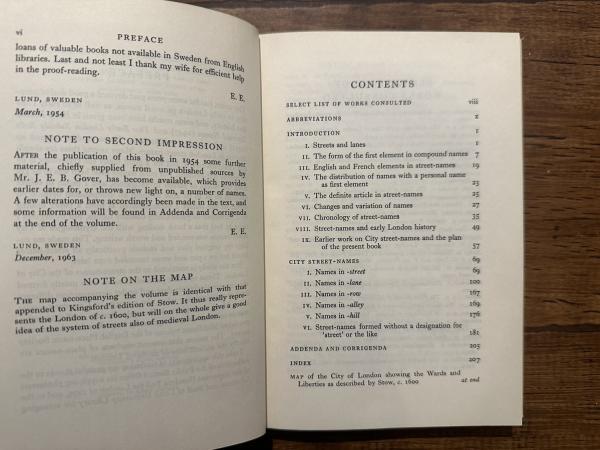 vi
PREFACE
loans of valuable books not available in Sweden from English
libraries. Last and not least I thank my wife for efficient help
in the proof-reading.
E. E.
LUND, SWEDEN
March, 1954
NOTE TO SECOND IMPRESSION
AFTER the publication of this book in 1954 some further
material, chiefly supplied from unpublished sources by
Mr. J. E. B. Gover, has become available, which provides
earlier dates for, or throws new light on, a number of names.
A few alterations have accordingly been made in the text, and
some information will be found in Addenda and Corrigenda
at the end of the volume.
E. E.
LUND, SWEDEN
December, 1963
NOTE ON THE MAP
THE map accompanying the volume is identical with that
appended to Kingsford's edition of Stow. It thus really repre-
sents the London of c. 1600, but will on the whole give a good
idea of the system of streets also of medieval London.
CONTENTS
SELECT LIST OF WORKS CONSULTED viii
ABBREVIATIONS x
INTRODUCTION 1
I. Streets and lanes 1
II. The form of the first element in compound names 7
III. English and French elements in street-names 19
IV. The distribution of names with a personal name
as first element 23
V. The definite article in street-names 25
VI. Changes and variation of names 27
VII. Chronology of street-names 35
VIII. Street-names and early London history 49
IX. Earlier work on City street-names and the plan
of the present book 57
CITY STREET-NAMES 69
I. Names in -street 69
II. Names in -lane 100
III. Names in -row 167
IV. Names in -alley 169
V. Names in -hill 176
VI. Street-names formed without a designation for
'street' or the like 181
ADDENDA AND CORRIGENDA 205
INDEX 207
MAP of the City of London showing the Wards and
Liberties as described by Stow, c. 1600 at end